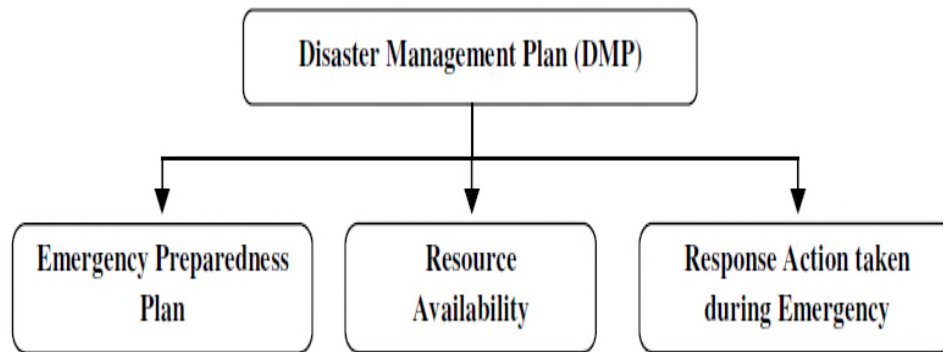 Disaster Management Plan (DMP)
Emergency Preparedness
Plan
Resource
Availability
Response Action taken
during Emergency